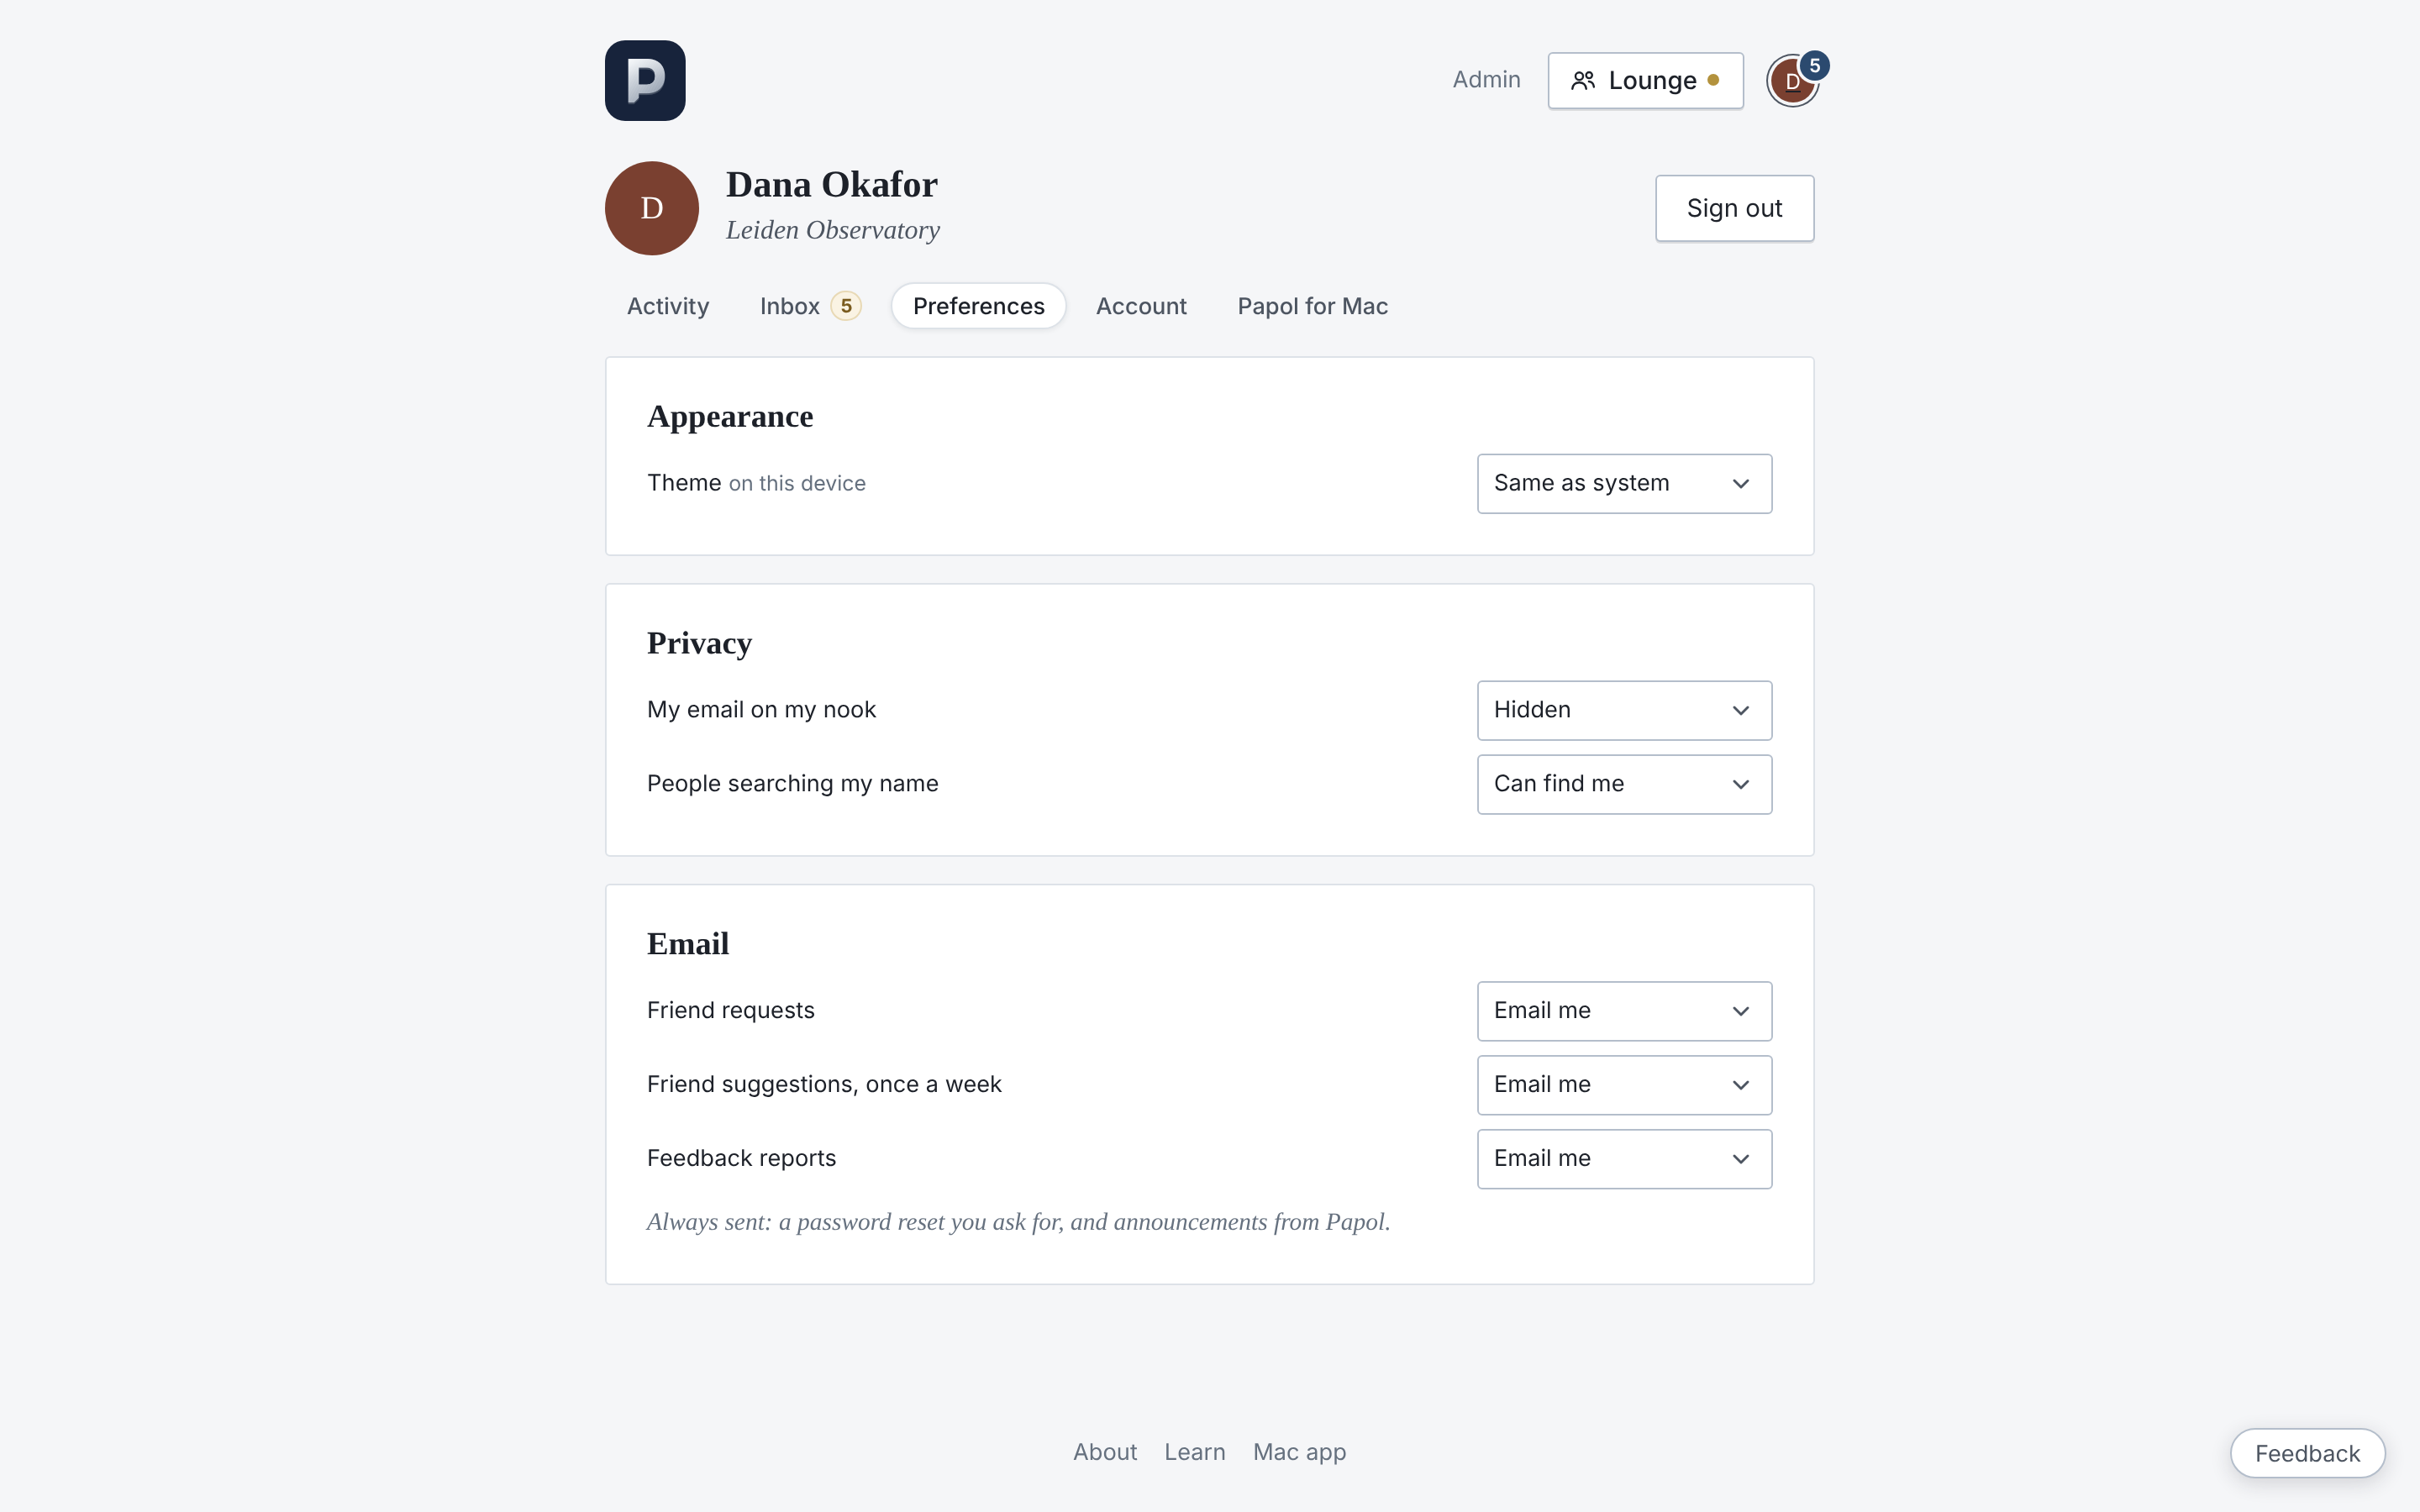 P
Admin
Lounge
D
5
D
Dana Okafor
Leiden Observatory
Sign out
Activity
Inbox 5
Preferences
Account
Papol for Mac
Appearance
Theme on this device
Same as system
Privacy
My email on my nook
Hidden
People searching my name
Can find me
Email
Friend requests
Email me
Friend suggestions, once a week
Email me
Feedback reports
Email me
Always sent: a password reset you ask for, and announcements from Papol.
About
Learn
Mac app
Feedback